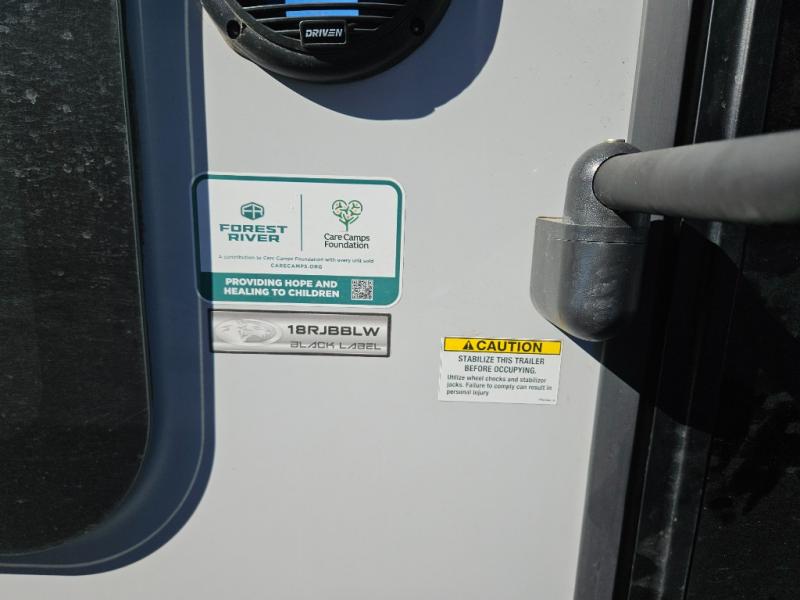 DRIVEN
FOREST
RIVER
Care Camps
Foundation
A contribution to Care Camps Foundation with every unit sold
CARECAMPS.ORG
PROVIDING HOPE AND
HEALING TO CHILDREN
18RJBBLW
BLACK LABEL
CAUTION
STABILIZE THIS TRAILER
BEFORE OCCUPYING.
Utilize wheel chocks and stabilizer
jacks. Failure to comply can result in
personal injury